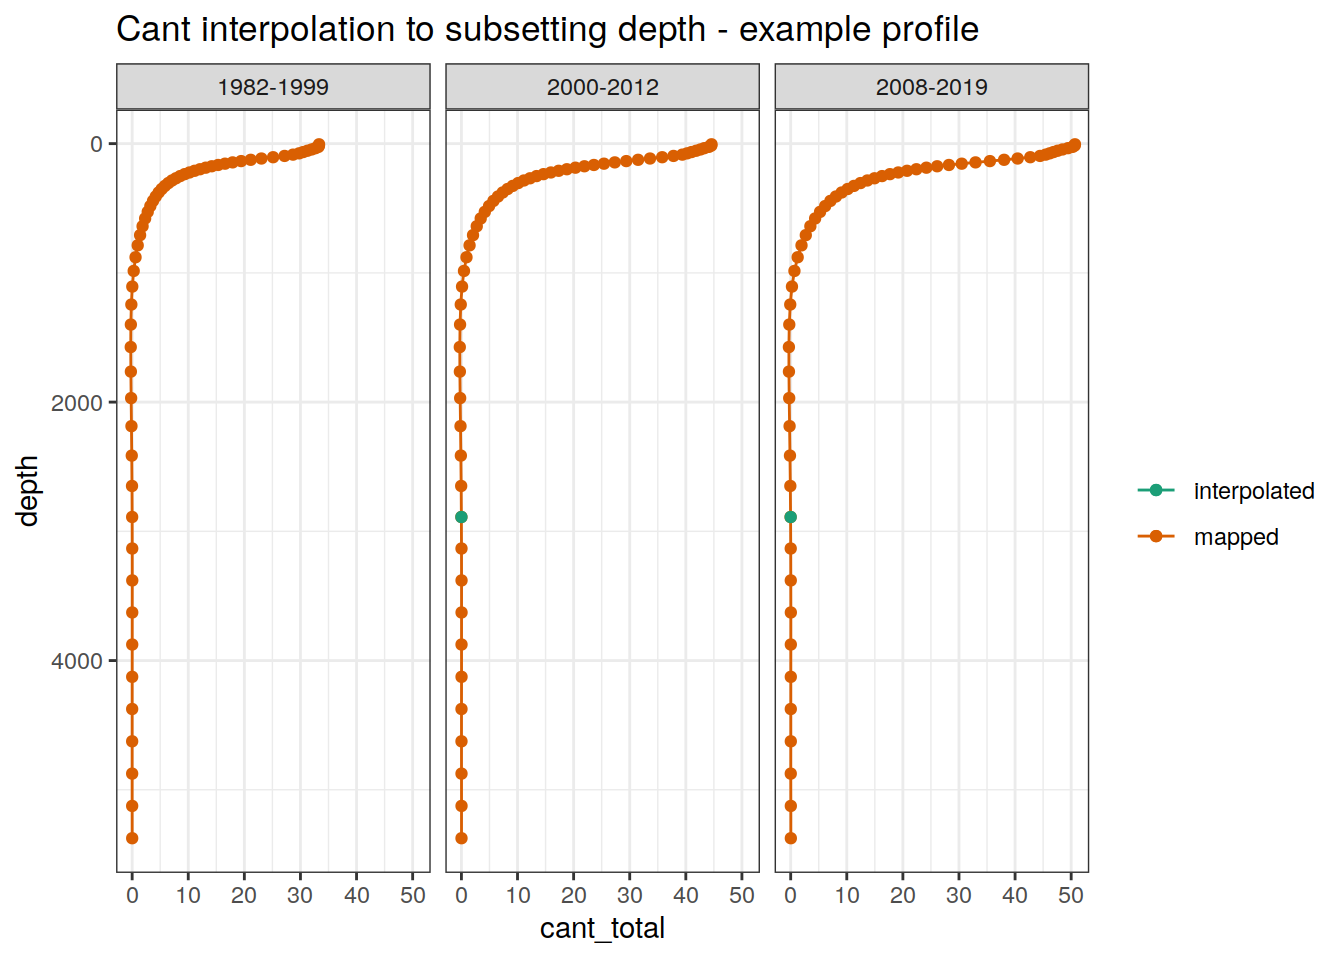 Cant interpolation to subsetting depth - example profile
1982-1999 2000-2012 2008-2019
0
2000
4000
depth
0 10 20 30 40 50 0 10 20 30 40 50 0 10 20 30 40 50
cant_total
interpolated
mapped